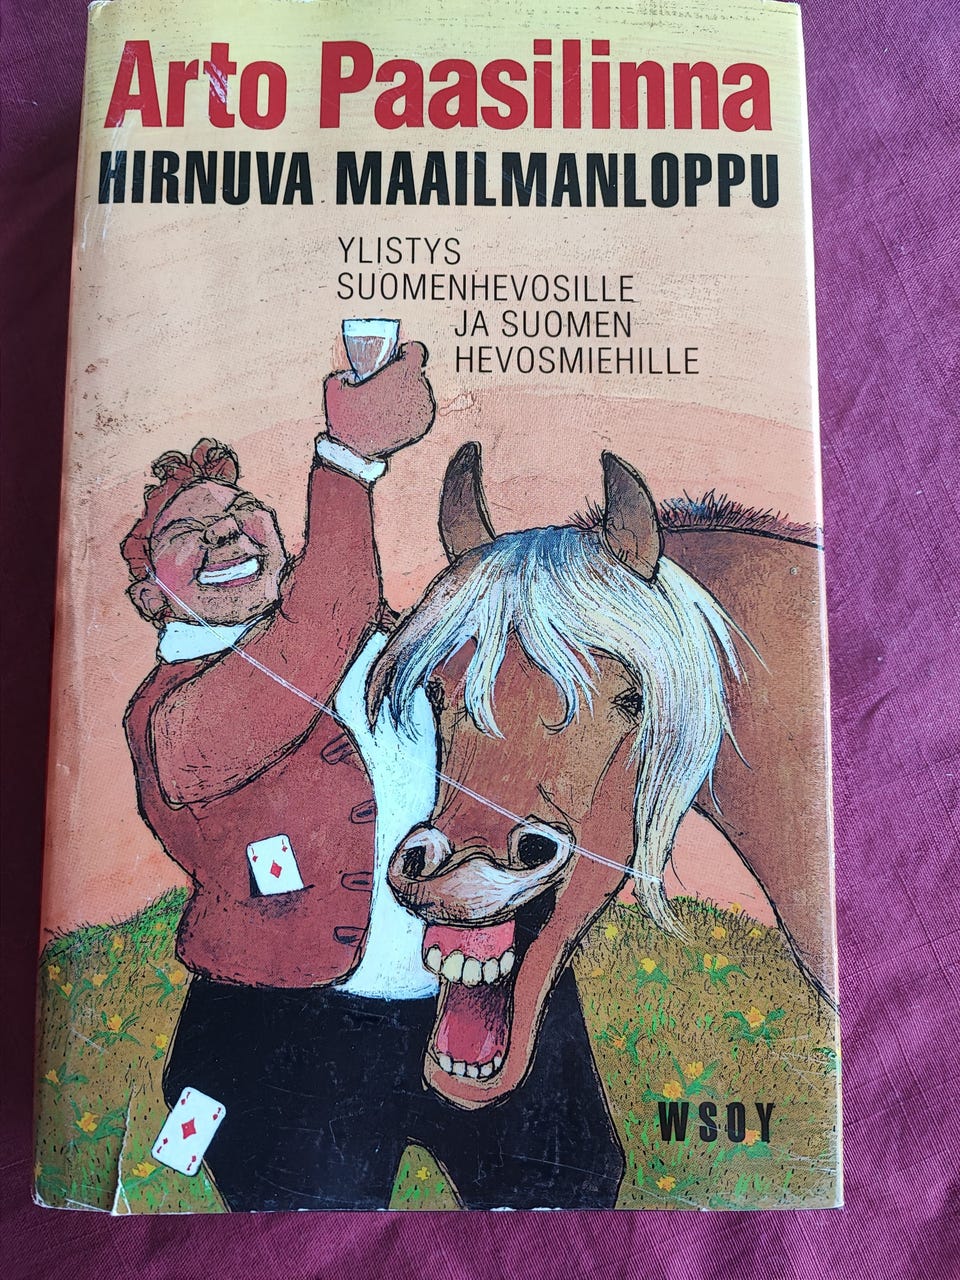 Arto Paasilinna
HIRNUVA MAAILMANLOPPU
YLISTYS
SUOMENHEVOSILLE
JA SUOMEN
HEVOSMIEHILLE
WSOY